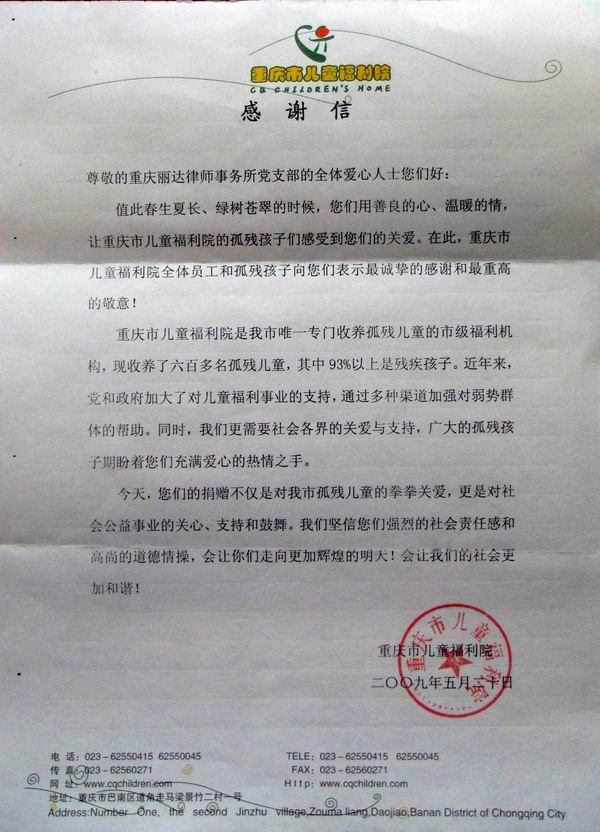 重庆市儿童福利院
CQ CHILDREN'S HOME
感 谢 信
尊敬的重庆丽达律师事务所党支部的全体爱心人士您们好：
值此春生夏长、绿树苍翠的时候，您们用善良的心、温暖的情，
让重庆市儿童福利院的孤残孩子们感受到您们的关爱。在此，重庆市
儿童福利院全体员工和孤残孩子向您们表示最诚挚的感谢和最重高
的敬意！
重庆市儿童福利院是我市唯一专门收养孤残儿童的市级福利机
构，现收养了六百多名孤残儿童，其中93%以上是残疾孩子。近年来，
党和政府加大了对儿童福利事业的支持，通过多种渠道加强对弱势群
体的帮助。同时，我们更需要社会各界的关爱与支持，广大的孤残孩
子期盼着您们充满爱心的热情之手。
今天，您们的捐赠不仅是对我市孤残儿童的拳拳关爱，更是对社
会公益事业的关心、支持和鼓舞。我们坚信您们强烈的社会责任感和
高尚的道德情操，会让你们走向更加辉煌的明天！会让我们的社会更
加和谐！
重庆市儿童福利院
二〇〇九年五月二十日
重庆市儿童福利院
电 话：023－62550415 62550045 TELE：023－62550415 62550045
传 真：023－62560271 FAX：023－62560271
网 址：www.cqchildren.com Http：www.cqchildren.com
地址：重庆市巴南区道角走马梁景竹二村一号
Address:Number One, the second Jinzhu village,Zouma liang,Daojiao,Banan District of Chongqing City